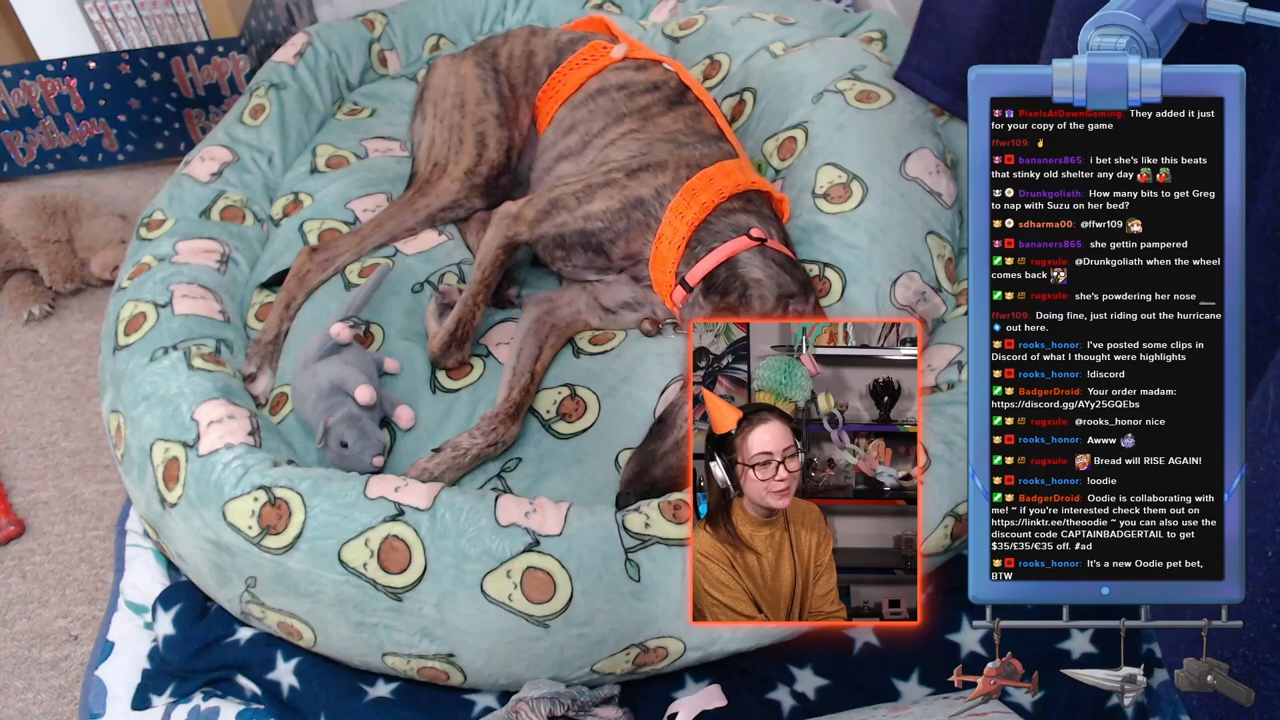 Happy
Birthday
Happ
PixelsAtDawnGaming: They added it just
for your copy of the game
ffwr109:
bananers865: i bet she's like this beats
that stinky old shelter any day
Drunkgoliath: How many bits to get Greg
to nap with Suzu on her bed?
sdharma00: @ffwr109
bananers865: she gettin pampered
rugxulo: @Drunkgoliath when the wheel
comes back
rugxulo: she's powdering her nose
ffwr109: Doing fine, just riding out the hurricane
out here.
rooks_honor: I've posted some clips in
Discord of what I thought were highlights
rooks_honor: !discord
BadgerDroid: Your order madam:
https://discord.gg/AYy25GQEbs
rugxulo: @rooks_honor nice
rooks_honor: Awww
rugxulo: Bread will RISE AGAIN!
rooks_honor: !oodie
BadgerDroid: Oodie is collaborating with
me! ~ if you're interested check them out on
https://linktr.ee/theoodie ~ you can also use the
discount code CAPTAINBADGERTAIL to get
$35/£35/€35 off. #ad
rooks_honor: It's a new Oodie pet bet,
BTW